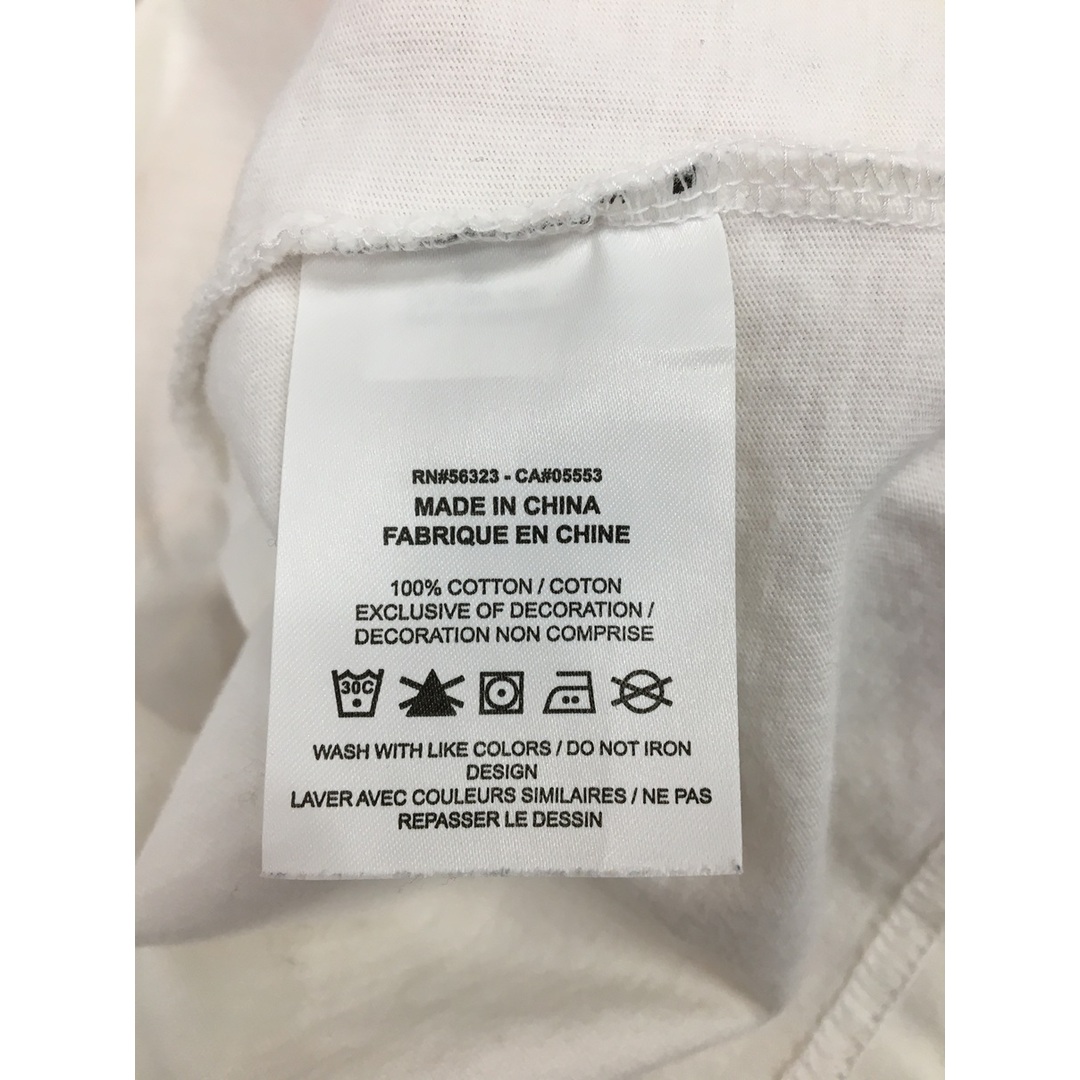 RN#56323 - CA#05553
MADE IN CHINA
FABRIQUE EN CHINE
100% COTTON / COTON
EXCLUSIVE OF DECORATION /
DECORATION NON COMPRISE
30C
WASH WITH LIKE COLORS / DO NOT IRON
DESIGN
LAVER AVEC COULEURS SIMILAIRES / NE PAS
REPASSER LE DESSIN